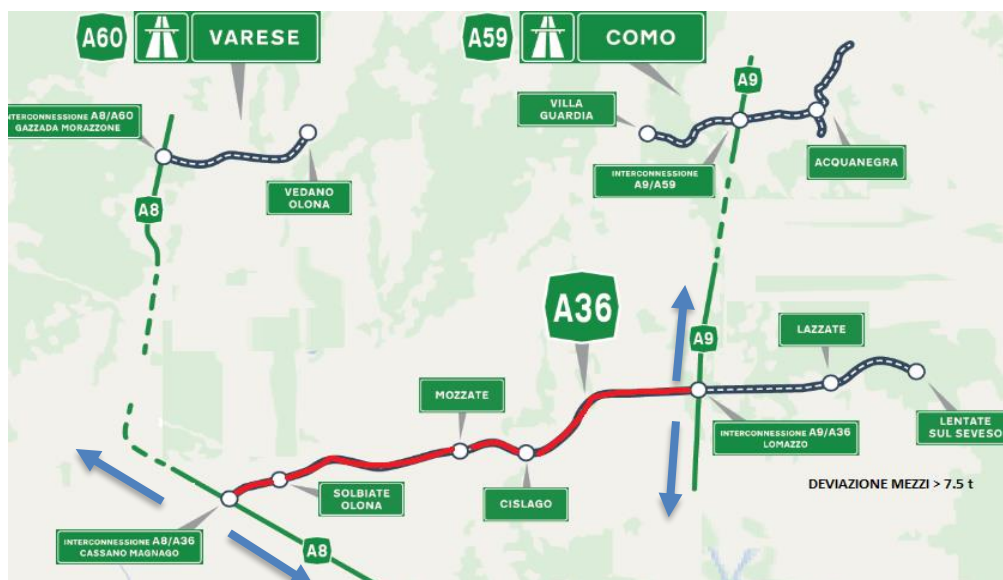 A60
VARESE
A59
COMO
INTERCONNESSIONE A8/A60
GAZZADA MORAZZONE
VEDANO
OLONA
A8
VILLA
GUARDIA
A9
INTERCONNESSIONE
A9/A59
ACQUANEGRA
A36
A9
LAZZATE
MOZZATE
INTERCONNESSIONE A9/A36
LOMAZZO
LENTATE
SUL SEVESO
SOLBIATE
OLONA
CISLAGO
DEVIAZIONE MEZZI > 7.5 t
INTERCONNESSIONE A8/A36
CASSANO MAGNAGO
A8